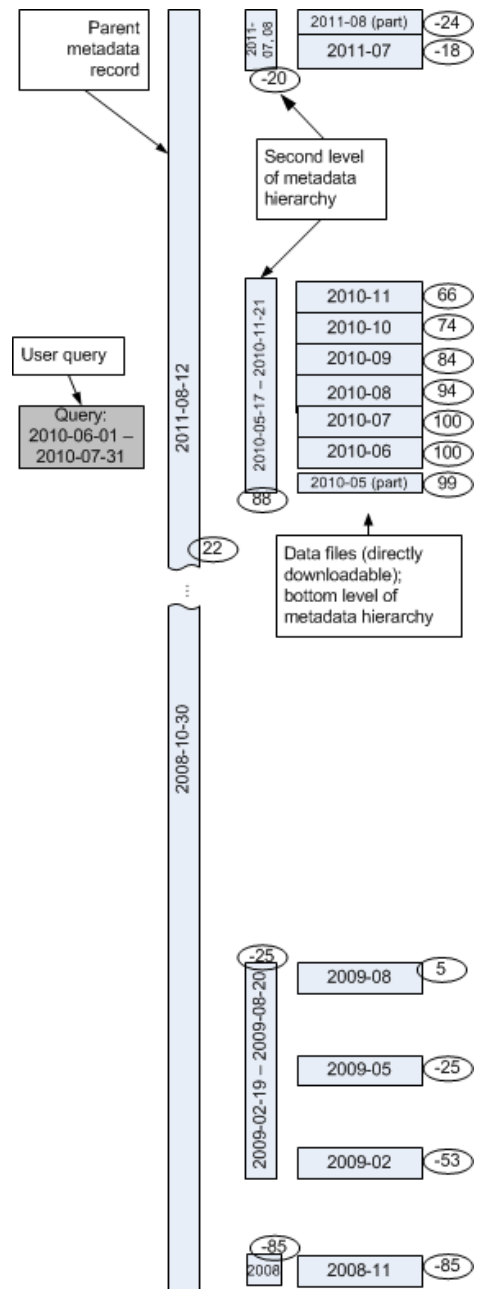 Parent
metadata
record
2011-
07, 08
2011-08 (part)
-24
2011-07
-18
-20
Second level
of metadata
hierarchy
2011-08-12
2010-05-17 – 2010-11-21
2010-11
66
2010-10
74
2010-09
84
2010-08
94
2010-07
100
2010-06
100
2010-05 (part)
99
88
User query
Query:
2010-06-01 –
2010-07-31
22
Data files (directly
downloadable);
bottom level of
metadata hierarchy
...
2008-10-30
-25
2009-02-19 – 2009-08-20
2009-08
5
2009-05
-25
2009-02
-53
-85
2008
2008-11
-85